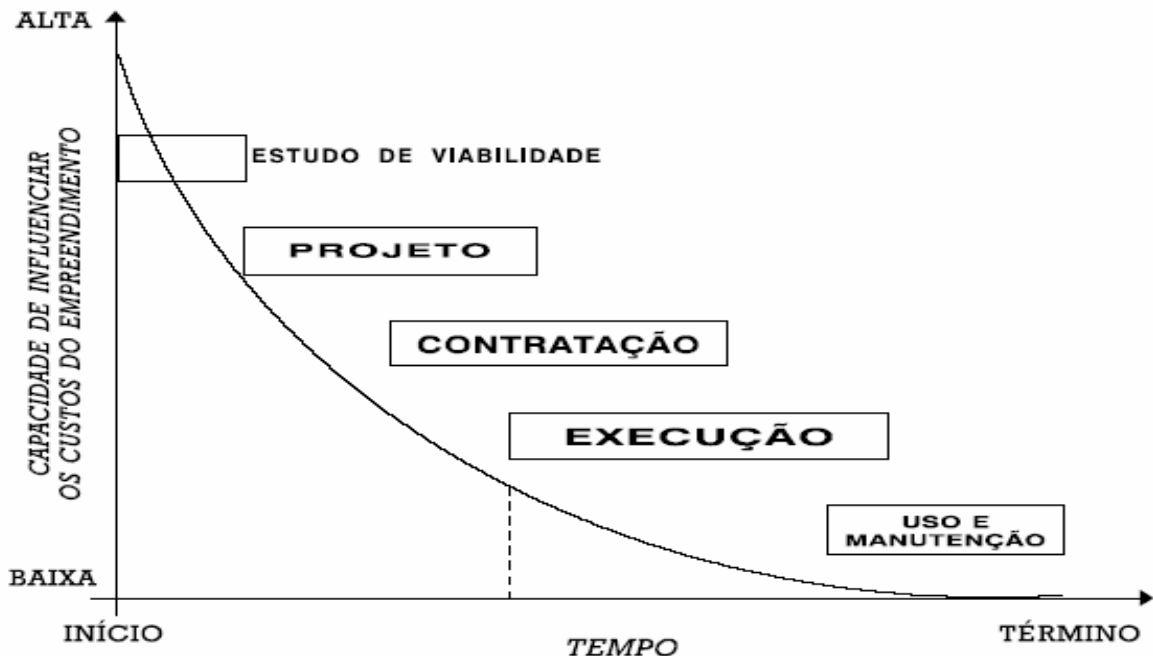 ALTA
CAPACIDADE DE INFLUENCIAR
OS CUSTOS DO EMPREENDIMENTO
ESTUDO DE VIABILIDADE
PROJETO
CONTRATAÇÃO
EXECUÇÃO
USO E
MANUTENÇÃO
BAIXA
INÍCIO
TEMPO
TÉRMINO